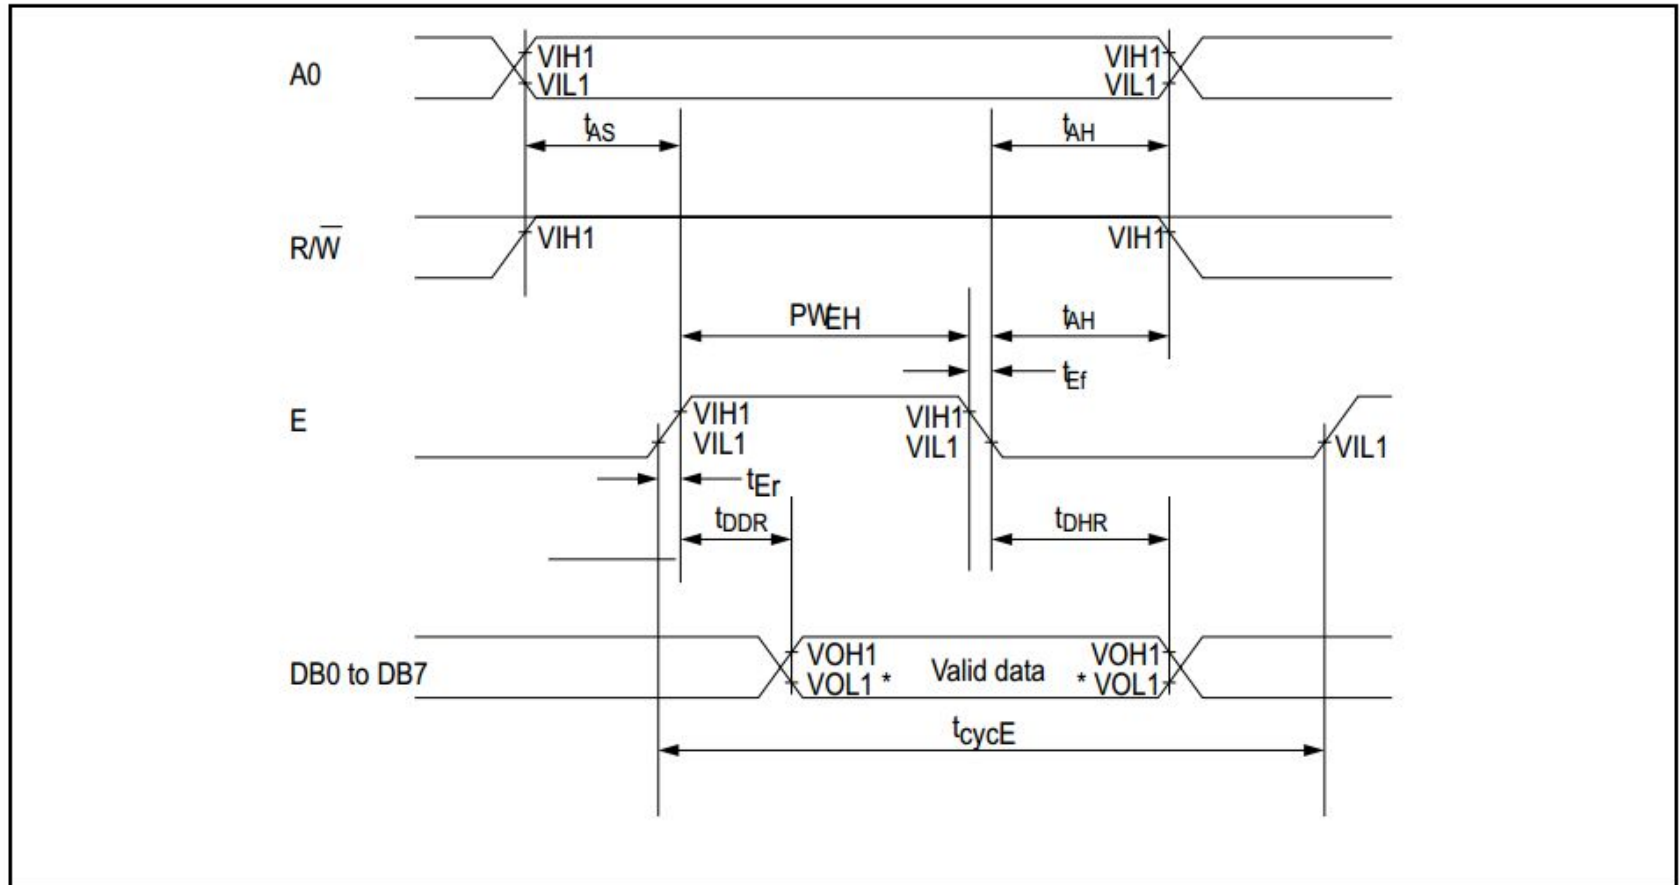 A0
VIH1 VIH1
VIL1 VIL1
tAS tAH
R/W̅
VIH1 VIH1
PWEH tAH
tEf
E
VIH1 VIH1
VIL1 VIL1 VIL1
tEr
tDDR tDHR
DB0 to DB7
VOH1 Valid data VOH1
VOL1 * * VOL1
tcycE